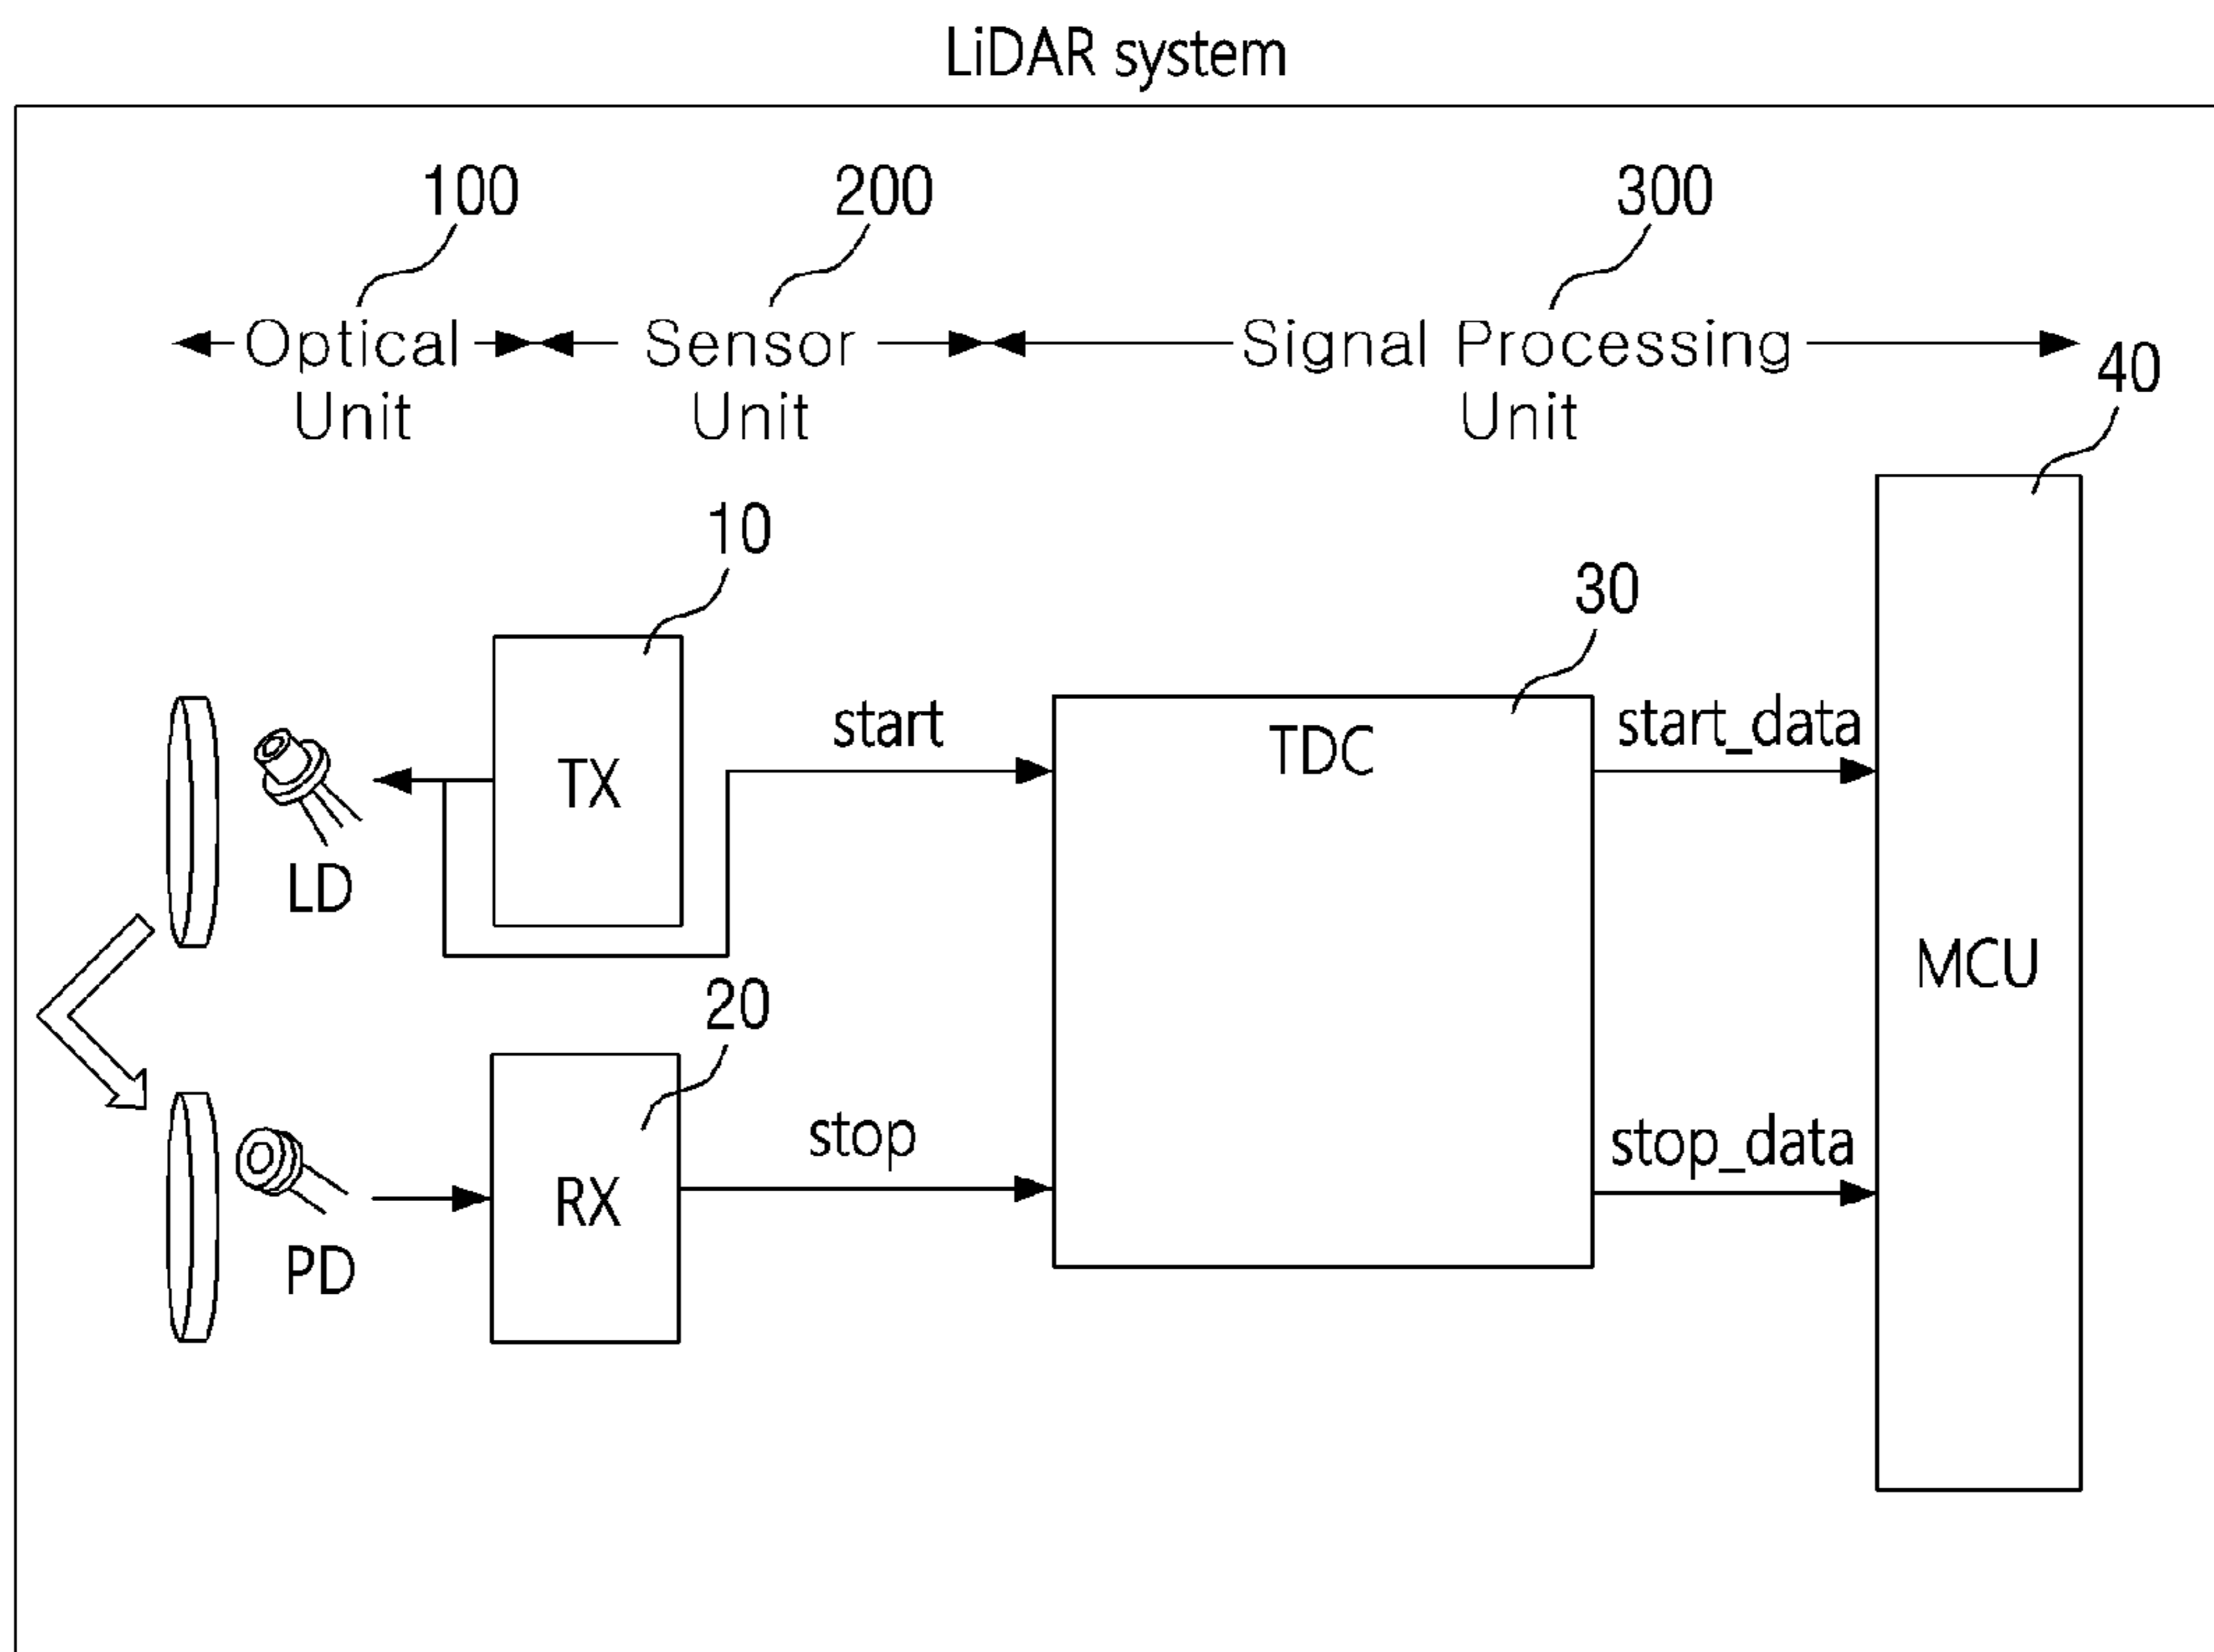 LiDAR system
100
200
300
Optical
Unit
Sensor
Unit
Signal Processing
Unit
40
10
30
TX
start
TDC
start_data
LD
MCU
20
RX
stop
stop_data
PD